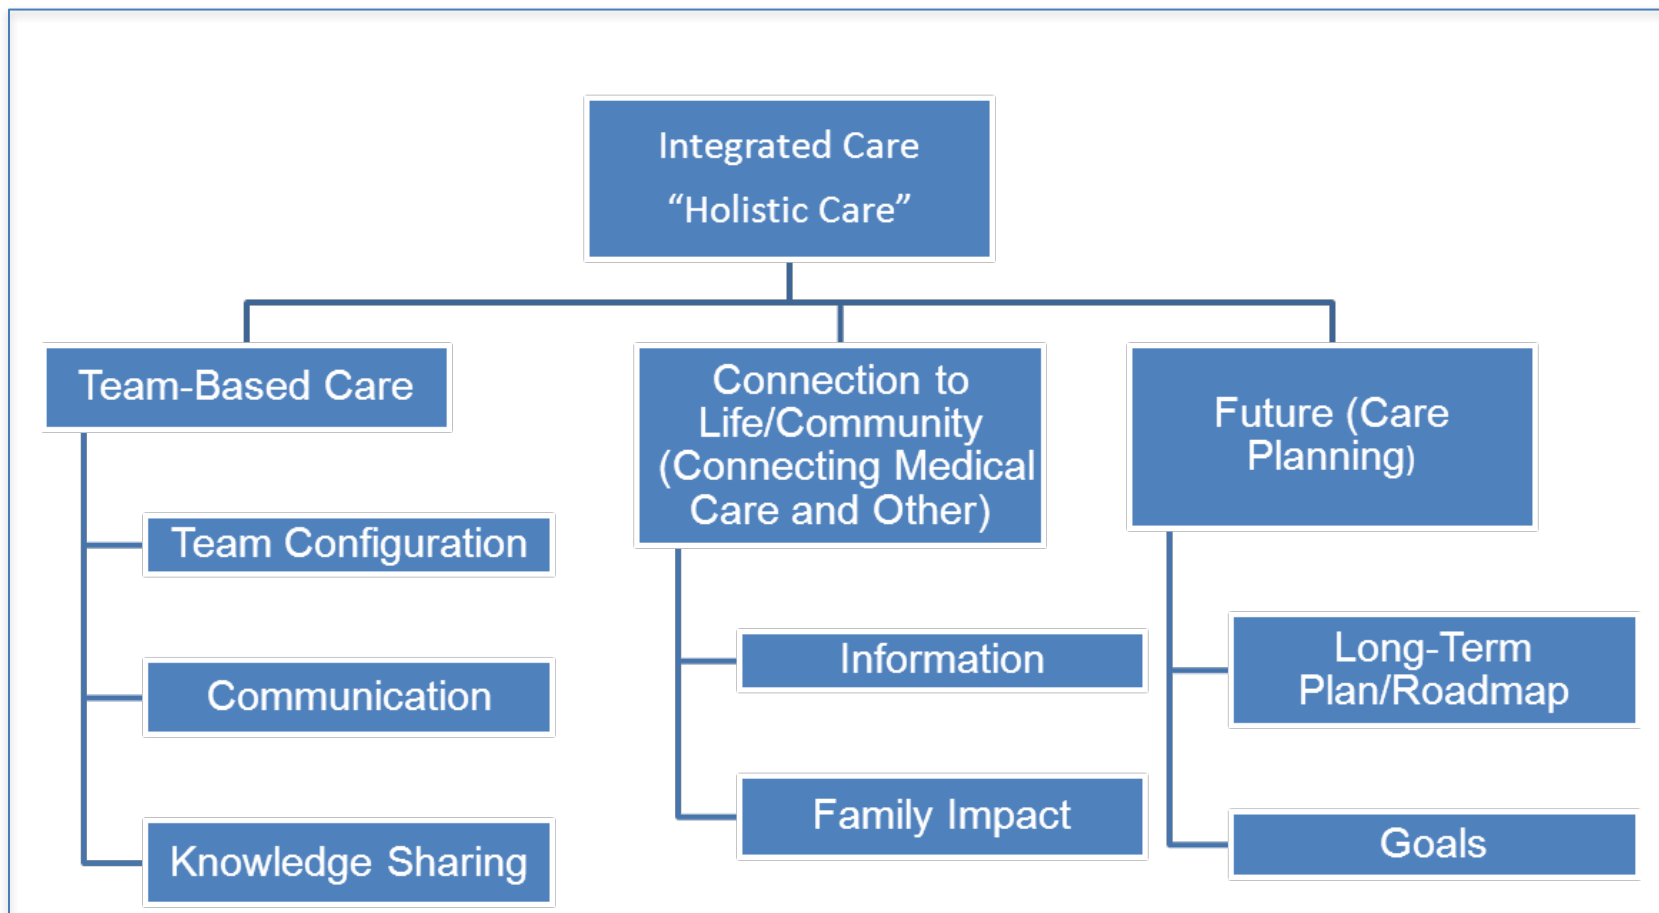 Integrated Care
“Holistic Care”
Team-Based Care
Team Configuration
Communication
Knowledge Sharing
Connection to
Life/Community
(Connecting Medical
Care and Other)
Information
Family Impact
Future (Care
Planning)
Long-Term
Plan/Roadmap
Goals